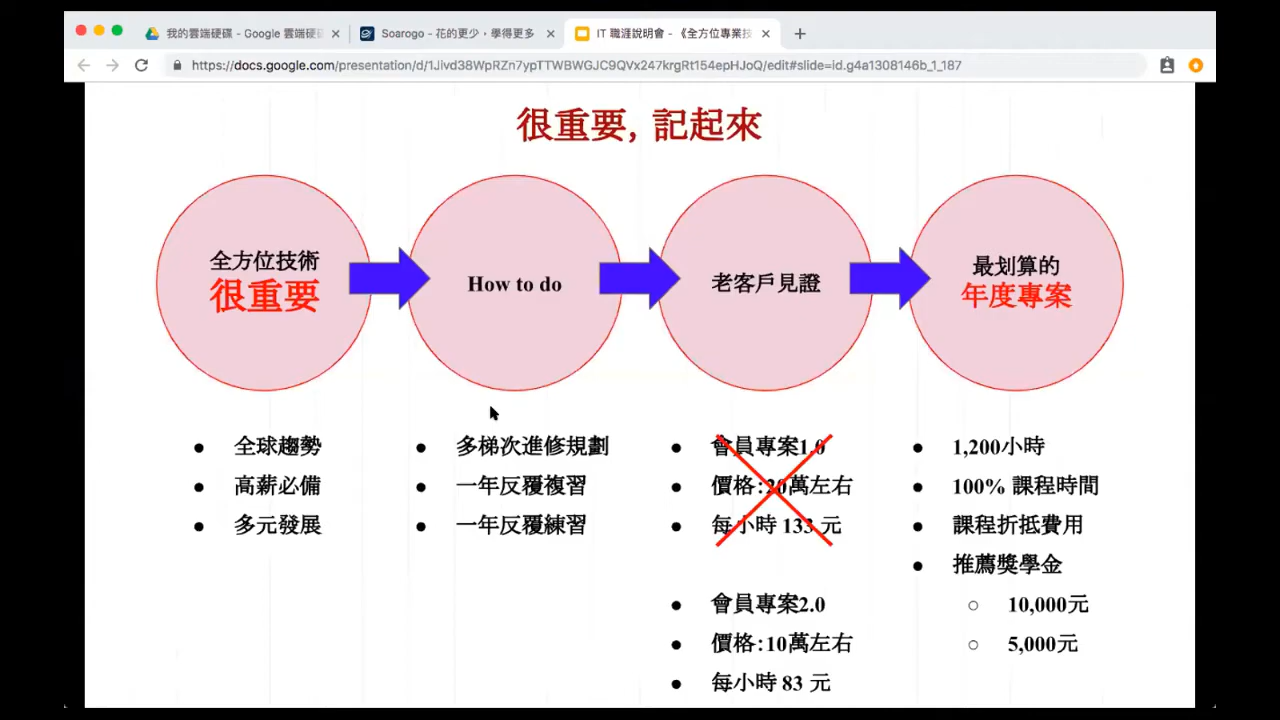 我的雲端硬碟 - Google 雲端硬碟
Soarogo - 花的更少，學得更多
IT 職涯說明會 - 《全方位專業技
https://docs.google.com/presentation/d/1Jivd38WpRZn7ypTTWBWGJC9QVx247krgRt154epHJoQ/edit#slide=id.g4a1308146b_1_187
很重要, 記起來
全方位技術
很重要
How to do
老客戶見證
最划算的
年度專案
全球趨勢
高薪必備
多元發展
多梯次進修規劃
一年反覆複習
一年反覆練習
會員專案1.0
價格:20萬左右
每小時 133 元
會員專案2.0
價格:10萬左右
每小時 83 元
1,200小時
100% 課程時間
課程折抵費用
推薦獎學金
10,000元
5,000元